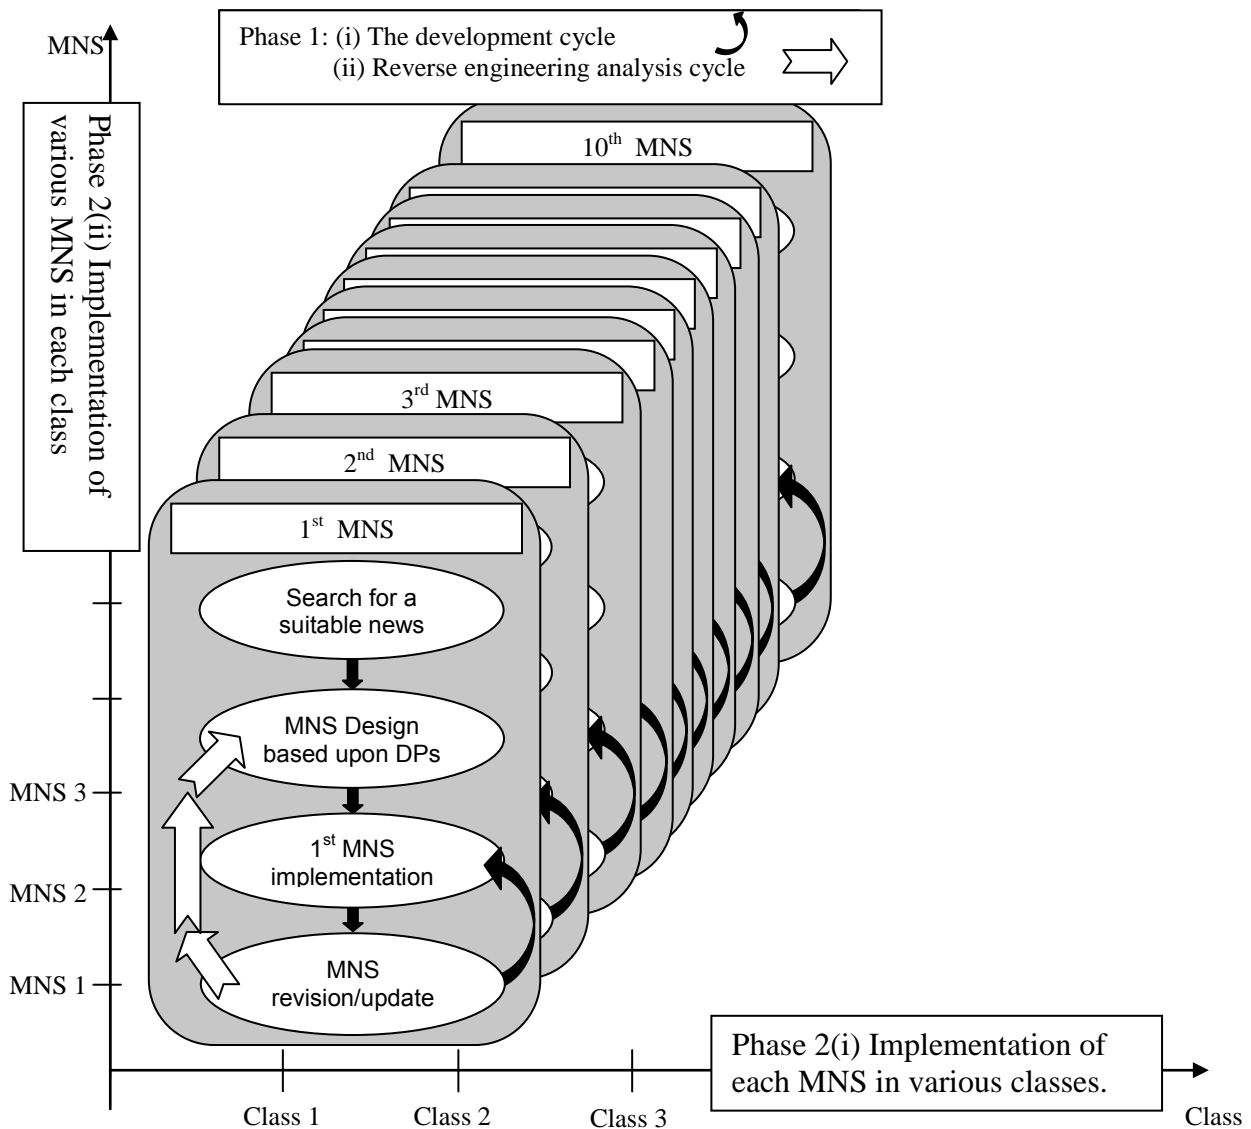 MNS
Phase 1: (i) The development cycle
(ii) Reverse engineering analysis cycle
Phase 2(ii) Implementation of
various MNS in each class
10th MNS
3rd MNS
2nd MNS
1st MNS
Search for a
suitable news
MNS Design
based upon DPs
1st MNS
implementation
MNS
revision/update
MNS 3
MNS 2
MNS 1
Phase 2(i) Implementation of
each MNS in various classes.
Class 1
Class 2
Class 3
Class